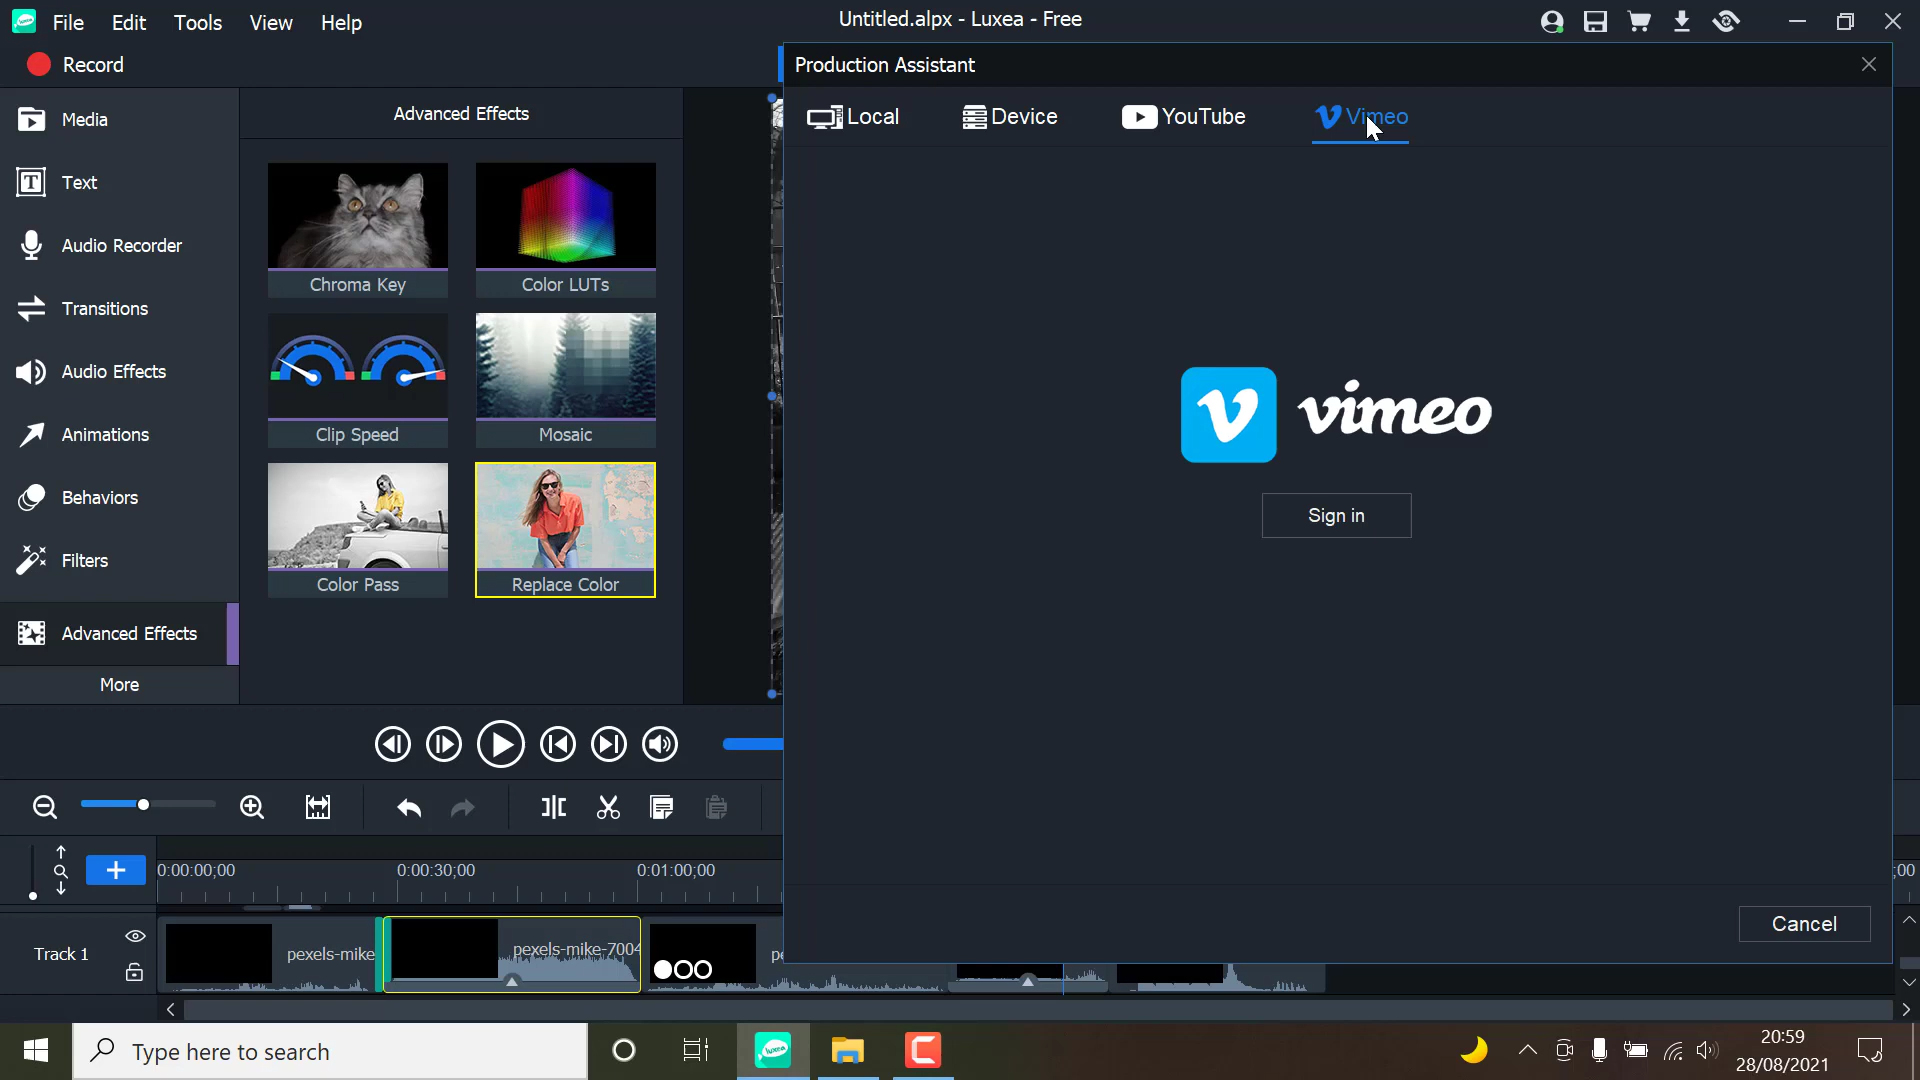 File Edit Tools View Help
Untitled.alpx - Luxea - Free
Record
Production Assistant
Local Device YouTube Vimeo
Media
Text
Audio Recorder
Transitions
Audio Effects
Animations
Behaviors
Filters
Advanced Effects
More
Advanced Effects
Chroma Key Color LUTs
Clip Speed Mosaic
Color Pass Replace Color
vimeo
Sign in
Cancel
0:00:00;00 0:00:30;00 0:01:00;00 :00
Track 1
pexels-mike pexels-mike-7004 pe
Type here to search
luxea
20:59
28/08/2021